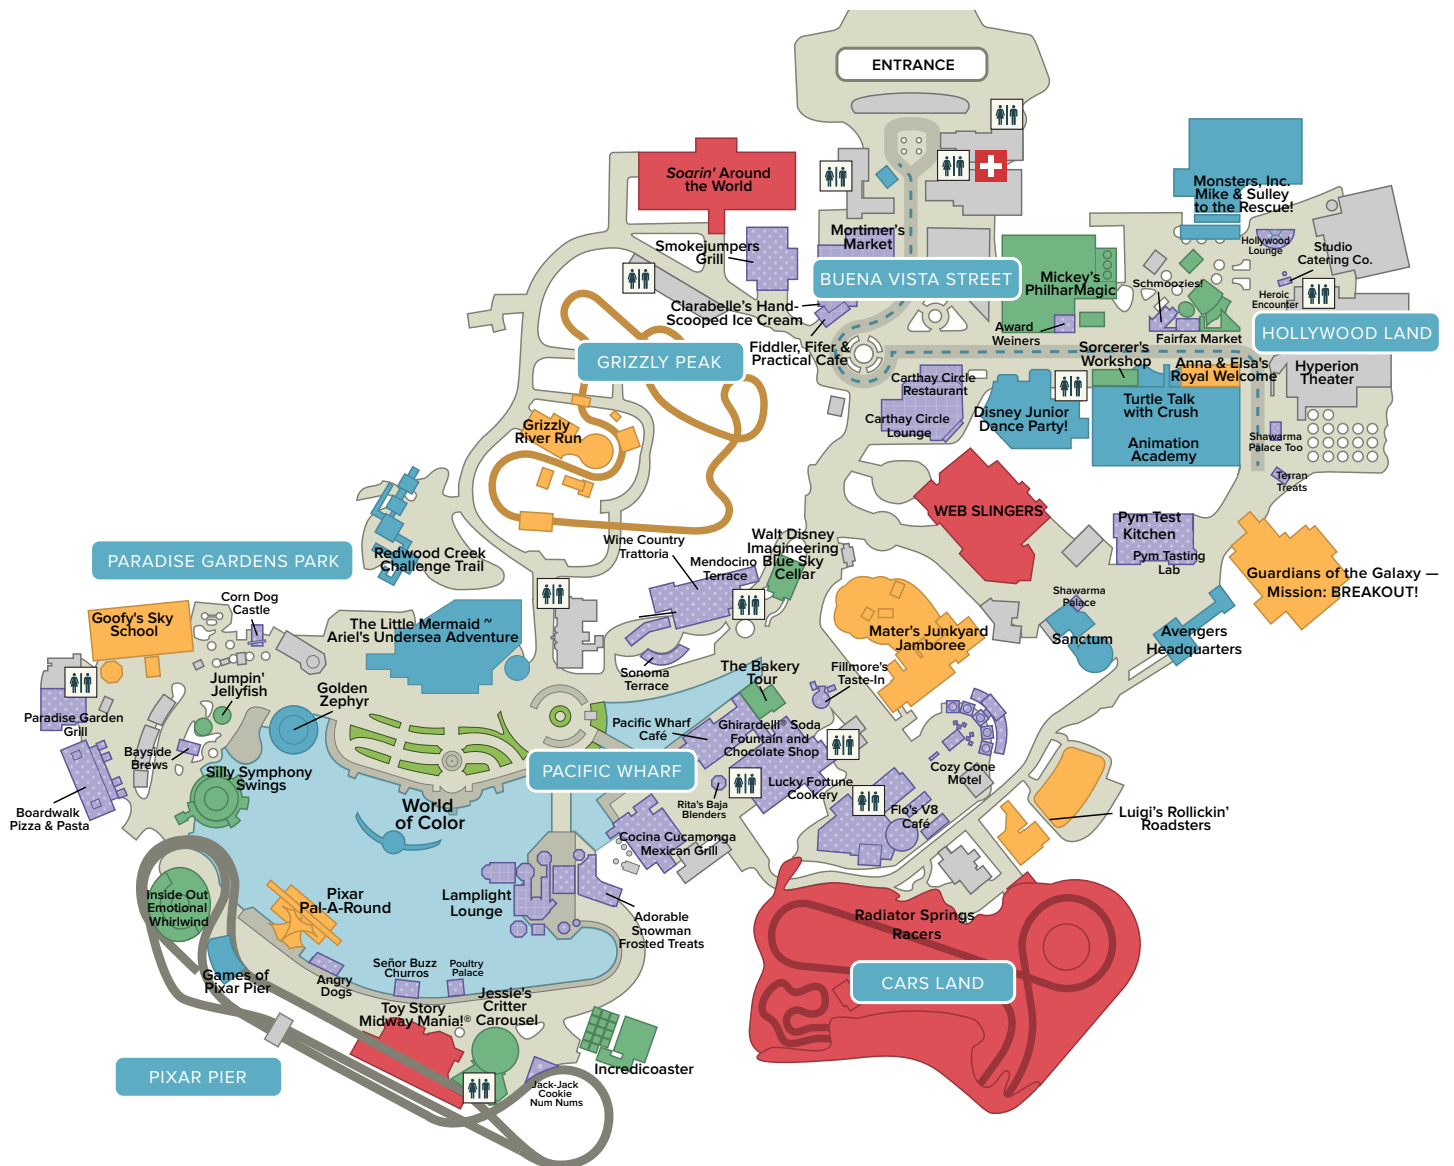 ENTRANCE
Soarin' Around
the World
Monsters, Inc.
Mike & Sulley
to the Rescue!
Mortimer's
Market
Smokejumpers
Grill
Hollywood
Lounge
Studio
Catering Co.
BUENA VISTA STREET
Mickey's
PhilharMagic
Schmoozies!
Heroic
Encounter
Clarabelle's Hand-
Scooped Ice Cream
Award
Weiners
Fairfax Market
HOLLYWOOD LAND
Fiddler, Fifer &
Practical Cafe
Sorcerer's
Workshop
Anna & Elsa's
Royal Welcome
Hyperion
Theater
GRIZZLY PEAK
Carthay Circle
Restaurant
Carthay Circle
Lounge
Disney Junior
Dance Party!
Turtle Talk
with Crush
Animation
Academy
Grizzly
River Run
Shawarma
Palace Too
Terran
Treats
WEB SLINGERS
Pym Test
Kitchen
Pym Tasting
Lab
PARADISE GARDENS PARK
Redwood Creek
Challenge Trail
Wine Country
Trattoria
Mendocino
Terrace
Walt Disney
Imagineering
Blue Sky
Cellar
Guardians of the Galaxy —
Mission: BREAKOUT!
Corn Dog
Castle
Goofy's Sky
School
The Little Mermaid ~
Ariel's Undersea Adventure
Shawarma
Palace
Sanctum
Avengers
Headquarters
Mater's Junkyard
Jamboree
Sonoma
Terrace
The Bakery
Tour
Fillmore's
Taste-In
Jumpin'
Jellyfish
Golden
Zephyr
Paradise Garden
Grill
Pacific Wharf
Café
Ghirardelli® Soda
Fountain and
Chocolate Shop
Bayside
Brews
Silly Symphony
Swings
PACIFIC WHARF
Cozy Cone
Motel
Lucky Fortune
Cookery
Rita's Baja
Blenders
Boardwalk
Pizza & Pasta
World
of Color
Flo's V8
Café
Luigi's Rollickin'
Roadsters
Cocina Cucamonga
Mexican Grill
Inside Out
Emotional
Whirlwind
Pixar
Pal-A-Round
Lamplight
Lounge
Adorable
Snowman
Frosted Treats
Radiator Springs
Racers
Games of
Pixar Pier
Angry
Dogs
Señor Buzz
Churros
Poultry
Palace
CARS LAND
Toy Story
Midway Mania!®
Jessie's
Critter
Carousel
PIXAR PIER
Incredicoaster
Jack-Jack
Cookie
Num Nums